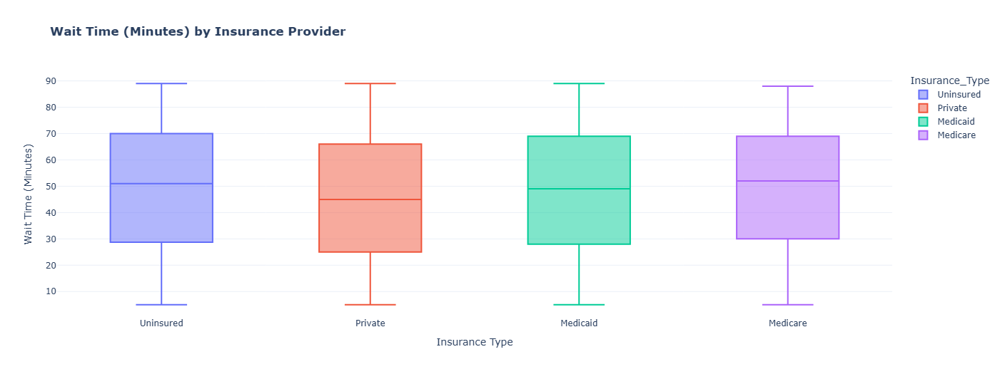 Wait Time (Minutes) by Insurance Provider
90
80
70
60
50
40
30
20
10
Wait Time (Minutes)
Uninsured
Private
Medicaid
Medicare
Insurance Type
Insurance_Type
Uninsured
Private
Medicaid
Medicare